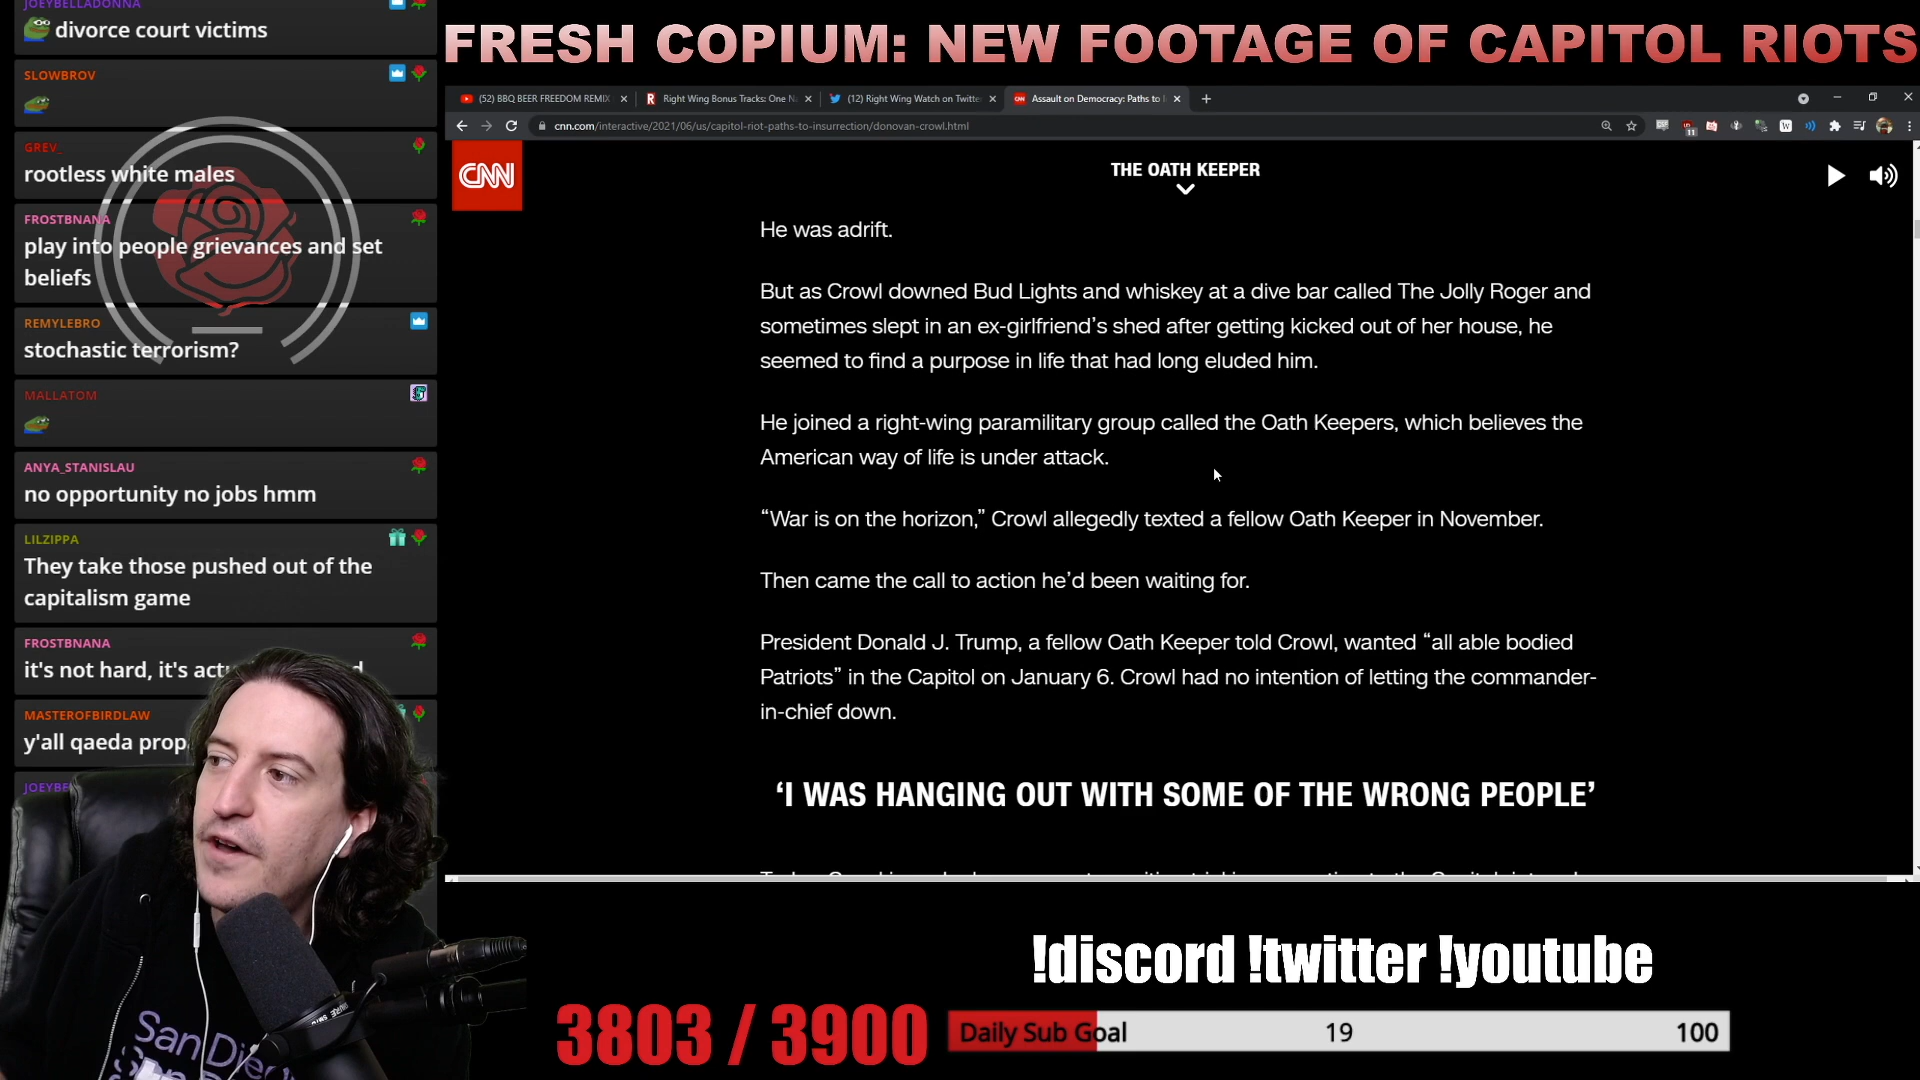 JOEYBELLADONNA
divorce court victims
SLOWBROV
GREV_
rootless white males
FROSTBNANA
play into people grievances and set
beliefs
REMYLEBRO
stochastic terrorism?
MALLATOM
ANYA_STANISLAU
no opportunity no jobs hmm
LILZIPPA
They take those pushed out of the
capitalism game
FROSTBNANA
it's not hard, it's
MASTEROFBIRDLAW
y'all qaeda
FRESH COPIUM: NEW FOOTAGE OF CAPITOL RIOTS
(52) BBQ BEER FREEDOM REMIX
Right Wing Bonus Tracks: One N
(12) Right Wing Watch on Twitte
Assault on Democracy: Paths to I
cnn.com/interactive/2021/06/us/capitol-riot-paths-to-insurrection/donovan-crowl.html
CNN
THE OATH KEEPER
He was adrift.
But as Crowl downed Bud Lights and whiskey at a dive bar called The Jolly Roger and
sometimes slept in an ex-girlfriend's shed after getting kicked out of her house, he
seemed to find a purpose in life that had long eluded him.
He joined a right-wing paramilitary group called the Oath Keepers, which believes the
American way of life is under attack.
“War is on the horizon,” Crowl allegedly texted a fellow Oath Keeper in November.
Then came the call to action he'd been waiting for.
President Donald J. Trump, a fellow Oath Keeper told Crowl, wanted “all able bodied
Patriots” in the Capitol on January 6. Crowl had no intention of letting the commander-
in-chief down.
‘I WAS HANGING OUT WITH SOME OF THE WRONG PEOPLE’
!discord !twitter !youtube
3803 / 3900
Daily Sub Goal 19 100
San Die